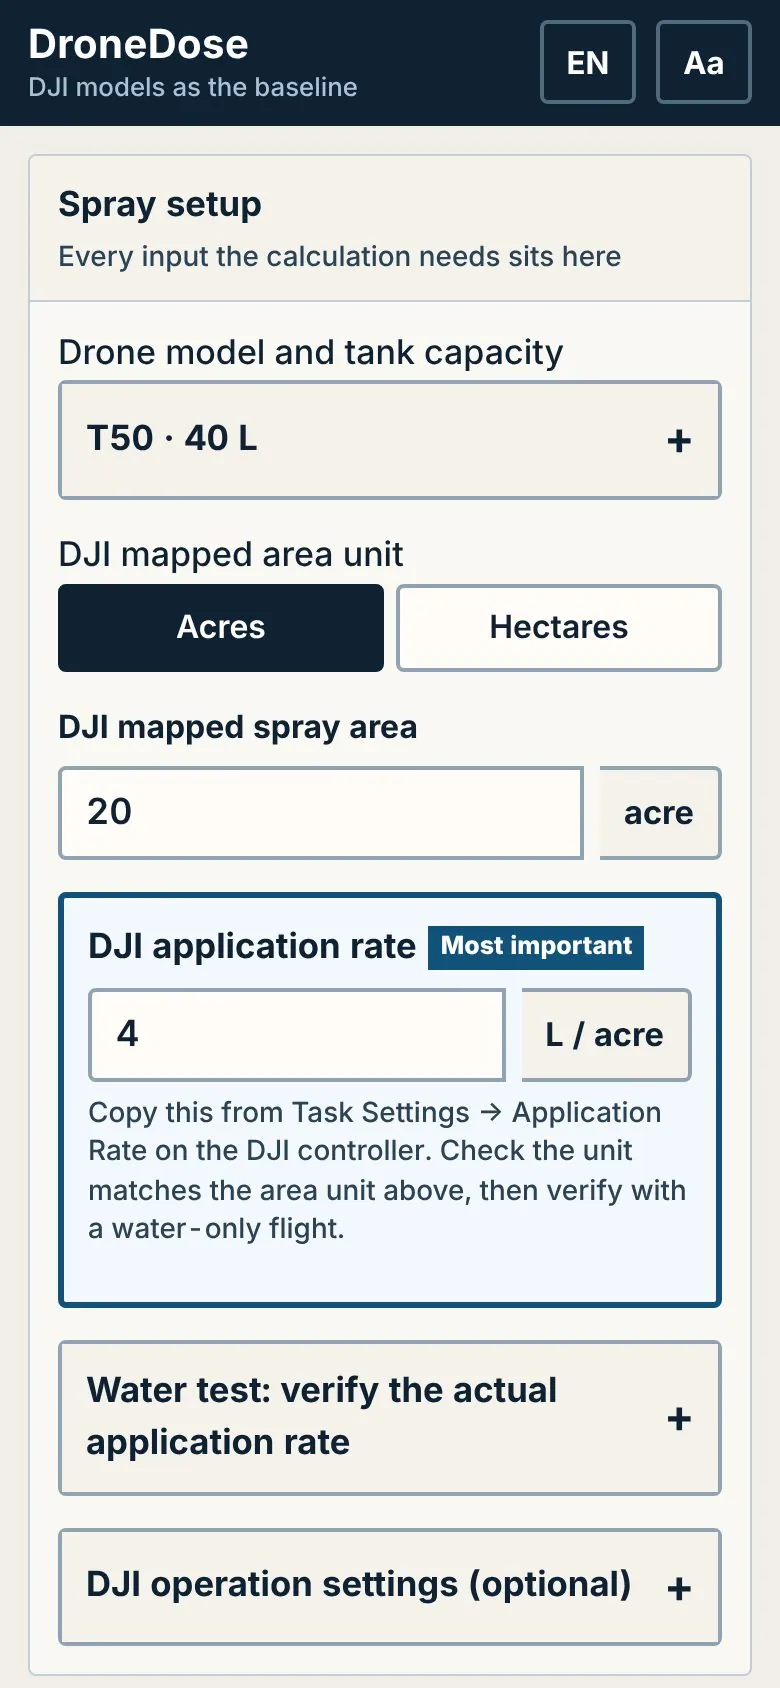 DroneDose
DJI models as the baseline
EN
Aa
Spray setup
Every input the calculation needs sits here
Drone model and tank capacity
T50 · 40 L
+
DJI mapped area unit
Acres
Hectares
DJI mapped spray area
20
acre
DJI application rate
Most important
4
L / acre
Copy this from Task Settings → Application
Rate on the DJI controller. Check the unit
matches the area unit above, then verify with
a water-only flight.
Water test: verify the actual
application rate
+
DJI operation settings (optional)
+